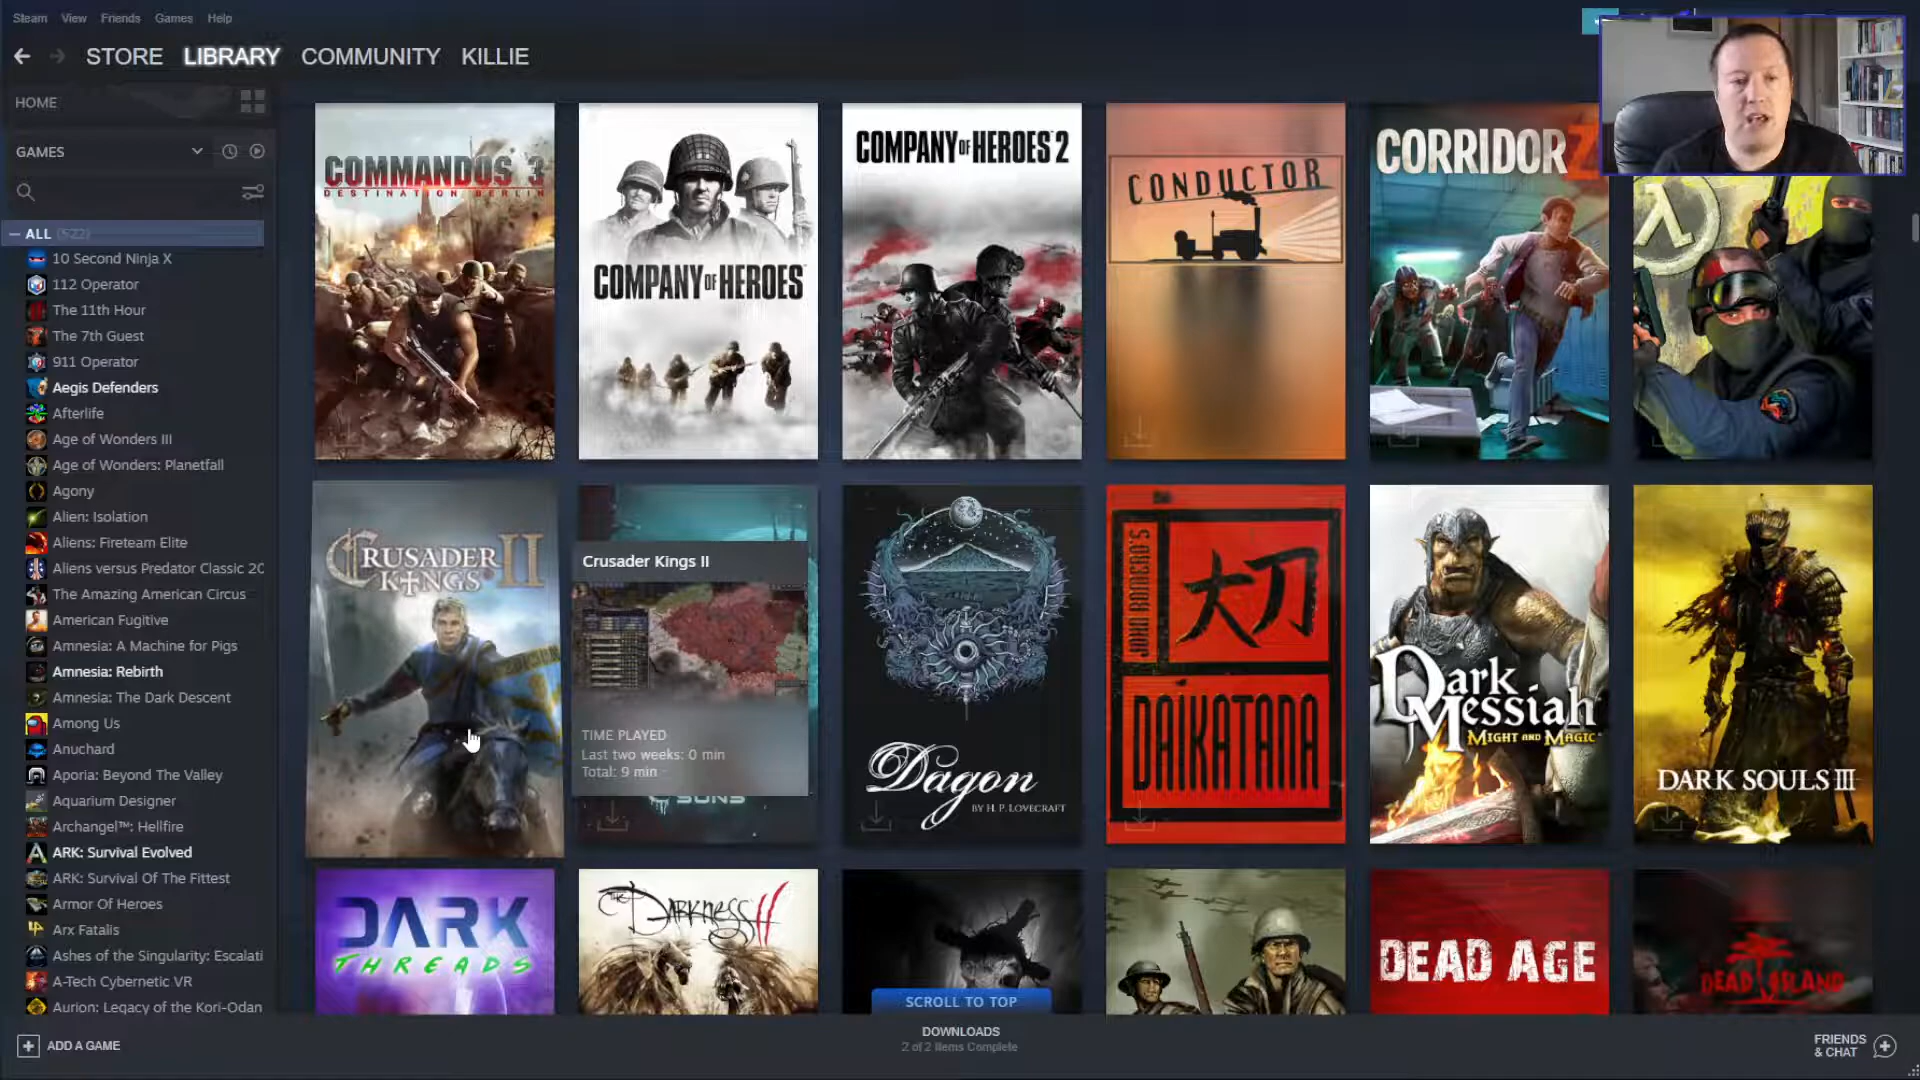 Steam View Friends Games Help
STORE LIBRARY COMMUNITY KILLIE
HOME
GAMES
ALL (522)
10 Second Ninja X
112 Operator
The 11th Hour
The 7th Guest
911 Operator
Aegis Defenders
Afterlife
Age of Wonders III
Age of Wonders: Planetfall
Agony
Alien: Isolation
Aliens: Fireteam Elite
Aliens versus Predator Classic 20
The Amazing American Circus
American Fugitive
Amnesia: A Machine for Pigs
Amnesia: Rebirth
Amnesia: The Dark Descent
Among Us
Anuchard
Aporia: Beyond The Valley
Aquarium Designer
Archangel™: Hellfire
ARK: Survival Evolved
ARK: Survival Of The Fittest
Armor Of Heroes
Arx Fatalis
Ashes of the Singularity: Escalati
A-Tech Cybernetic VR
Aurion: Legacy of the Kori-Odan
COMMANDOS 3
DESTINATION BERLIN
COMPANY OF HEROES
COMPANY OF HEROES 2
CONDUCTOR
CORRIDOR Z
CRUSADER KINGS II
Crusader Kings II
TIME PLAYED
Last two weeks: 0 min
Total: 9 min
SUNS
Dagon
BY H. P. LOVECRAFT
JOHN ROMERO'S
大刀
DAIKATANA
Dark Messiah
MIGHT AND MAGIC
DARK SOULS III
DARK THREADS
THE DARKNESS II
DEAD AGE
DEAD ISLAND
SCROLL TO TOP
ADD A GAME
DOWNLOADS
2 of 2 Items Complete
FRIENDS
& CHAT